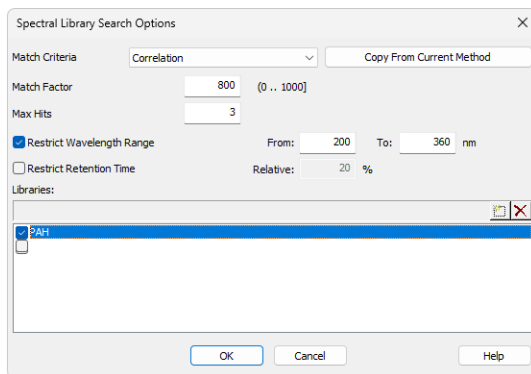 Spectral Library Search Options
Match Criteria Correlation Copy From Current Method
Match Factor 800 (0 .. 1000]
Max Hits 3
Restrict Wavelength Range From: 200 To: 360 nm
Restrict Retention Time Relative: 20 %
Libraries:
PAH
OK Cancel Help